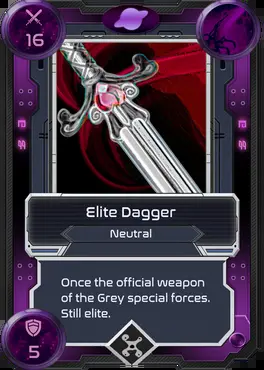 16
Elite Dagger
Neutral
Once the official weapon
of the Grey special forces.
Still elite.
5